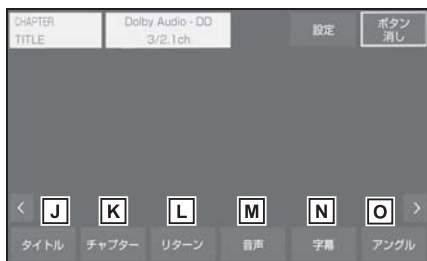 CHAPTER
TITLE
Dolby Audio - DD
3/2.1ch
設定
ボタン
消し
< J K L M N O >
タイトル チャプター リターン 音声 字幕 アングル